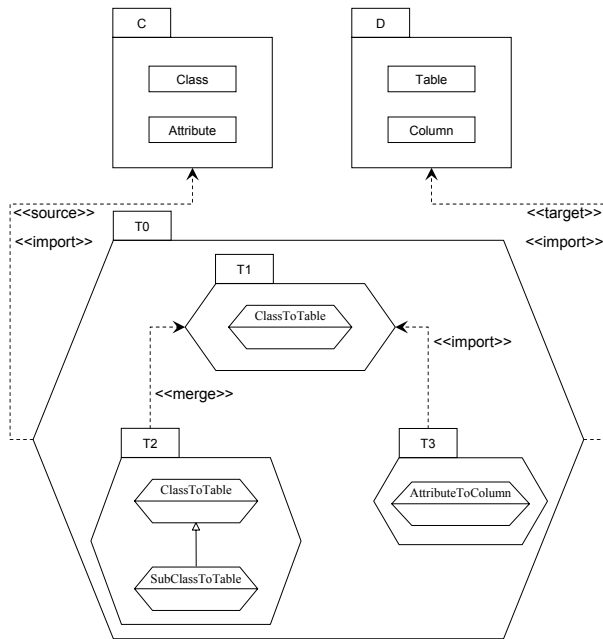 C
D
Class
Table
Attribute
Column
<<source>>
<<target>>
<<import>>
T0
<<import>>
T1
ClassToTable
<<import>>
<<merge>>
T2
T3
ClassToTable
AttributeToColumn
SubClassToTable